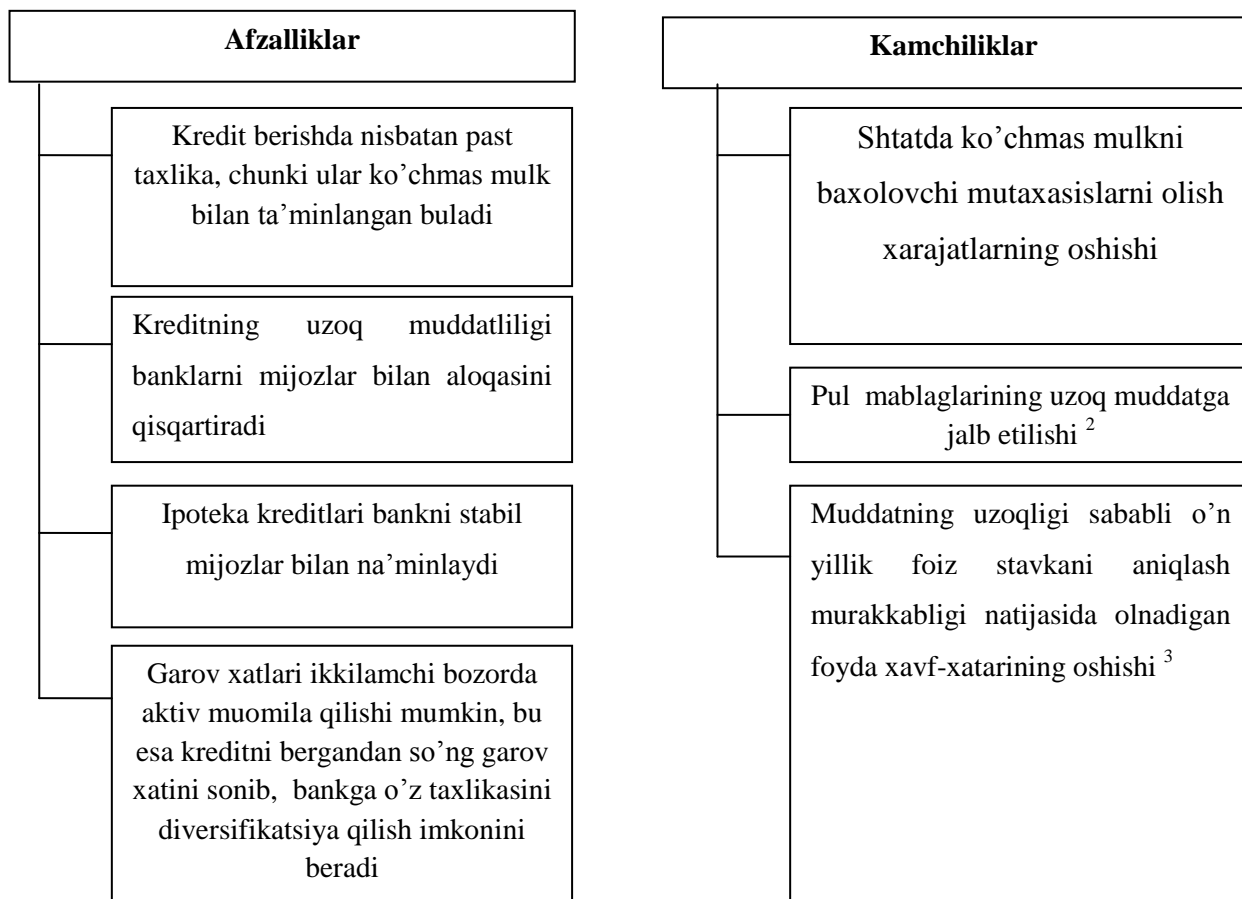 Afzalliklar
Kredit berishda nisbatan past
taxlika, chunki ular ko’chmas mulk
bilan ta’minlangan buladi
Kreditning uzoq muddatliligi
banklarni mijozlar bilan aloqasini
qisqartiradi
Ipoteka kreditlari bankni stabil
mijozlar bilan na’minlaydi
Garov xatlari ikkilamchi bozorda
aktiv muomila qilishi mumkin, bu
esa kreditni bergandan so’ng garov
xatini sonib, bankga o’z taxlikasini
diversifikatsiya qilish imkonini
beradi
Kamchiliklar
Shtatda ko’chmas mulkni
baxolovchi mutaxasislarni olish
xarajatlarning oshishi
Pul mablaglarining uzoq muddatga
jalb etilishi 2
Muddatning uzoqligi sababli o’n
yillik foiz stavkani aniqlash
murakkabligi natijasida olnadigan
foyda xavf-xatarining oshishi 3